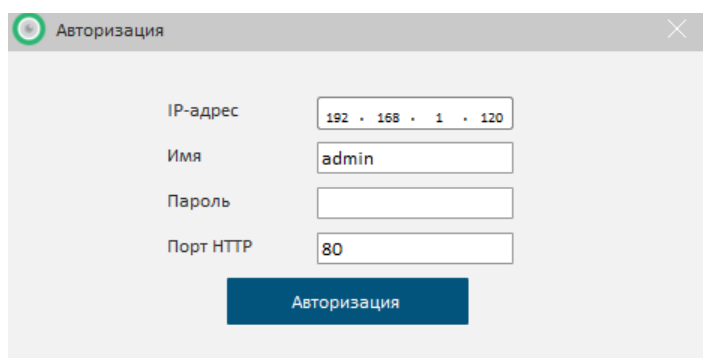 Авторизация
IP-адрес 192 . 168 . 1 . 120
Имя admin
Пароль
Порт HTTP 80
Авторизация